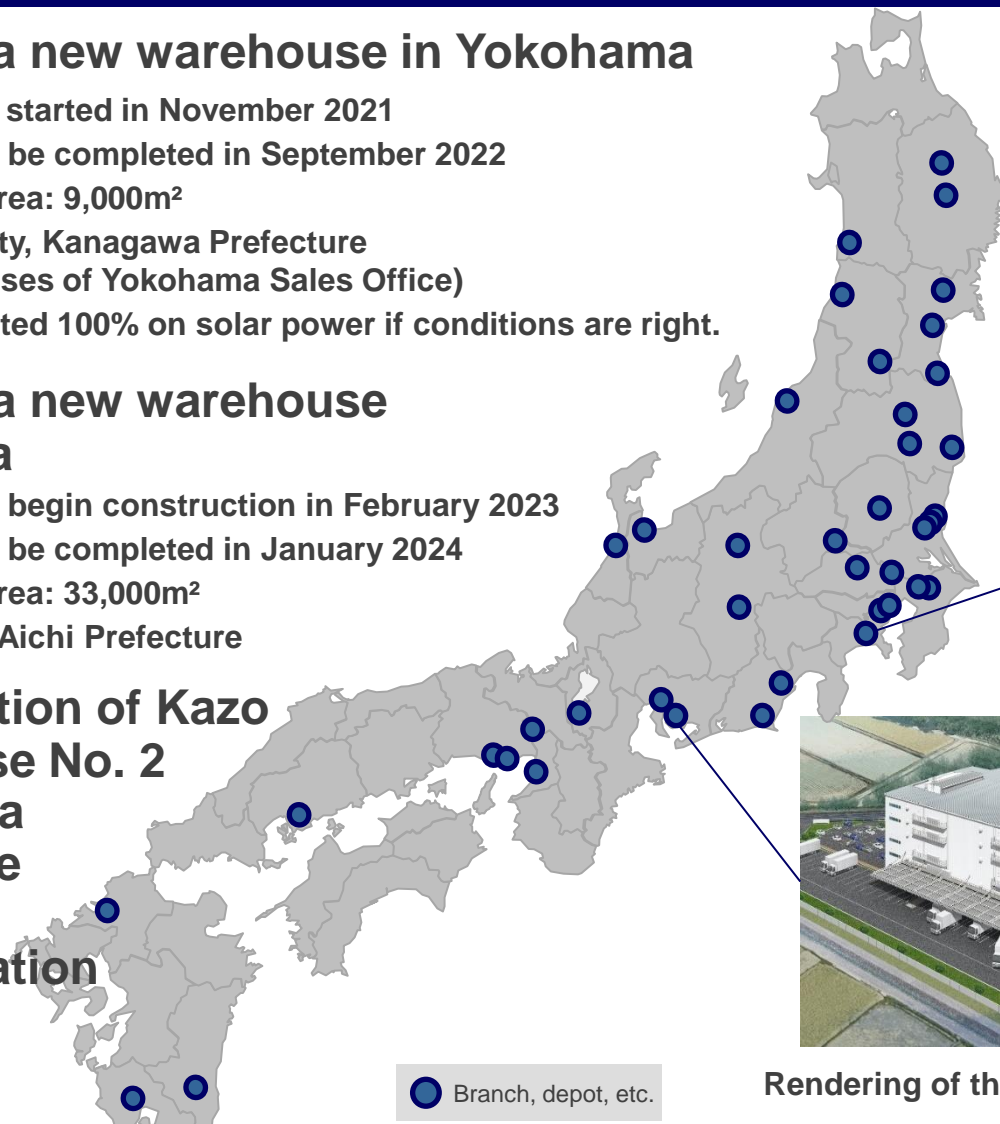 a new warehouse in Yokohama
started in November 2021
be completed in September 2022
rea: 9,000m²
ty, Kanagawa Prefecture
ses of Yokohama Sales Office)
ted 100% on solar power if conditions are right.
a new warehouse
a
begin construction in February 2023
be completed in January 2024
rea: 33,000m²
Aichi Prefecture
tion of Kazo
se No. 2
a
e
ation
Branch, depot, etc.
Rendering of th